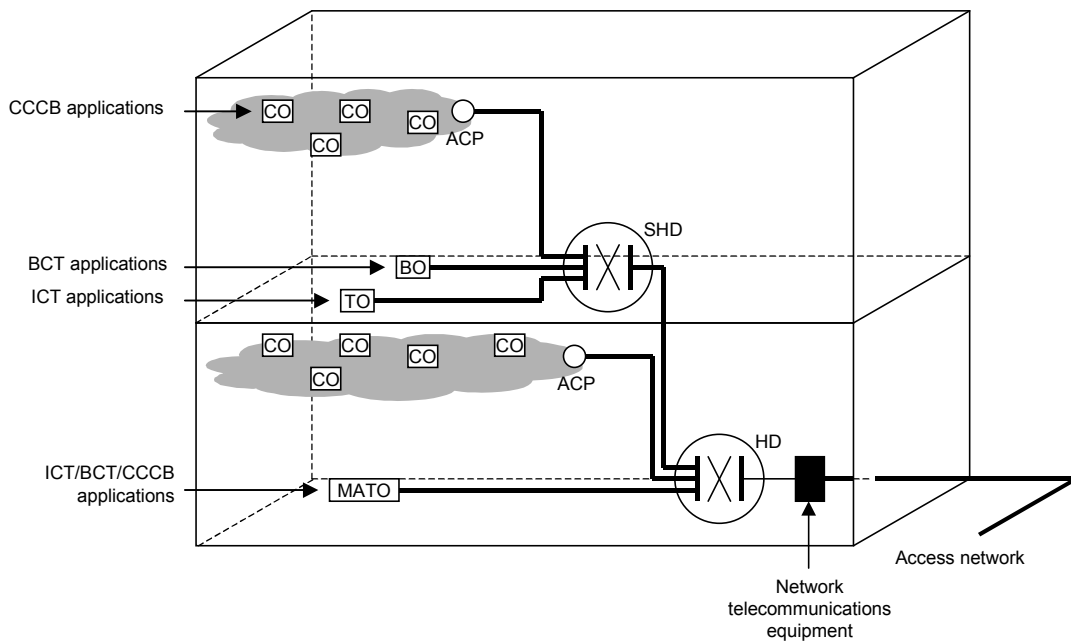 CCCB applications
CO
CO
CO
CO
ACP
SHD
BCT applications
BO
ICT applications
TO
CO
CO
CO
CO
CO
ACP
HD
ICT/BCT/CCCB
applications
MATO
Access network
Network
telecommunications
equipment